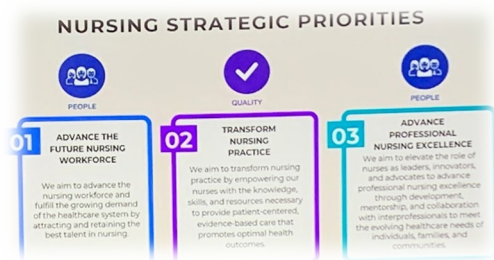 NURSING STRATEGIC PRIORITIES
PEOPLE
QUALITY
PEOPLE
01
ADVANCE THE
FUTURE NURSING
WORKFORCE
We aim to advance the
nursing workforce and
fulfill the growing demand
of the healthcare system by
attracting and retaining the
best talent in nursing
02
TRANSFORM
NURSING
PRACTICE
We aim to transform nursing
practice by empowering our
nurses with the knowledge,
skills, and resources necessary
to provide patient-centered,
evidence-based care that
promotes optimal health
outcomes.
03
ADVANCE
PROFESSIONAL
NURSING EXCELLENCE
We aim to elevate the role of
nurses as leaders, innovators,
and advocates to advance
professional nursing excellence
through development,
mentorship, and collaboration
with interprofessionals to meet
the evolving healthcare needs of
individuals, families, and
communities.